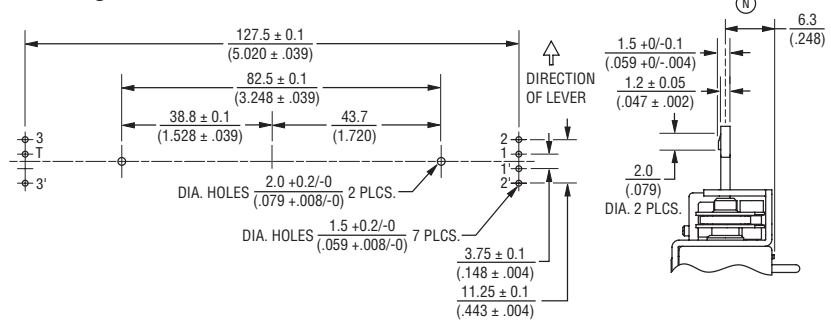 127.5 ± 0.1
(5.020 ± .039)
82.5 ± 0.1
(3.248 ± .039)
38.8 ± 0.1
(1.528 ± .039)
43.7
(1.720)
DIRECTION
OF LEVER
3
T
3'
2
1
1'
2'
DIA. HOLES 2.0 +0.2/-0 2 PLCS.
(.079 +.008/-0)
DIA. HOLES 1.5 +0.2/-0 7 PLCS.
(.059 +.008/-0)
3.75 ± 0.1
(.148 ± .004)
11.25 ± 0.1
(.443 ± .004)
N
6.3
(.248)
1.5 +0/-0.1
(.059 +0/-.004)
1.2 ± 0.05
(.047 ± .002)
2.0
(.079)
DIA. 2 PLCS.